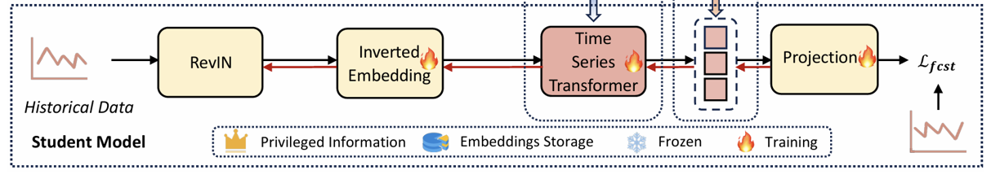 RevIN
Inverted
Embedding
Time
Series
Transformer
Projection
ℒ_fcst
Historical Data
Student Model
Privileged Information
Embeddings Storage
Frozen
Training